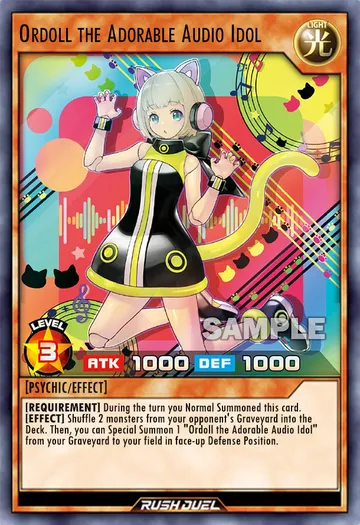 ORDOLL THE ADORABLE AUDIO IDOL
LIGHT
光
SAMPLE
LEVEL
3
ATK 1000 DEF 1000
[PSYCHIC/EFFECT]
[REQUIREMENT] During the turn you Normal Summoned this card.
[EFFECT] Shuffle 2 monsters from your opponent's Graveyard into
the Deck. Then, you can Special Summon 1 "Ordoll the Adorable Audio Idol"
from your Graveyard to your field in face-up Defense Position.
RUSH DUEL